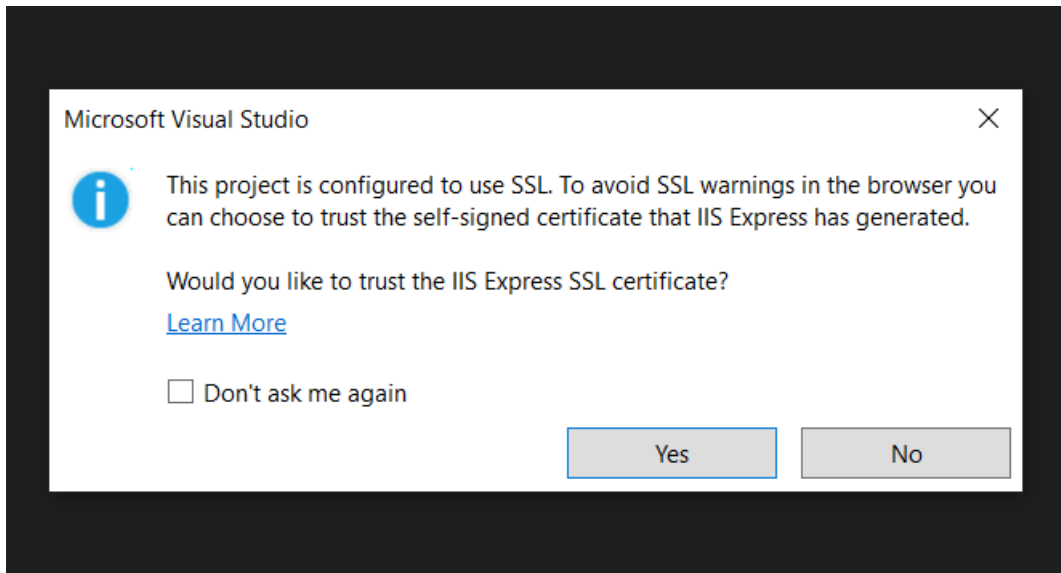 Microsoft Visual Studio
This project is configured to use SSL. To avoid SSL warnings in the browser you
can choose to trust the self-signed certificate that IIS Express has generated.
Would you like to trust the IIS Express SSL certificate?
Learn More
Don't ask me again
Yes
No